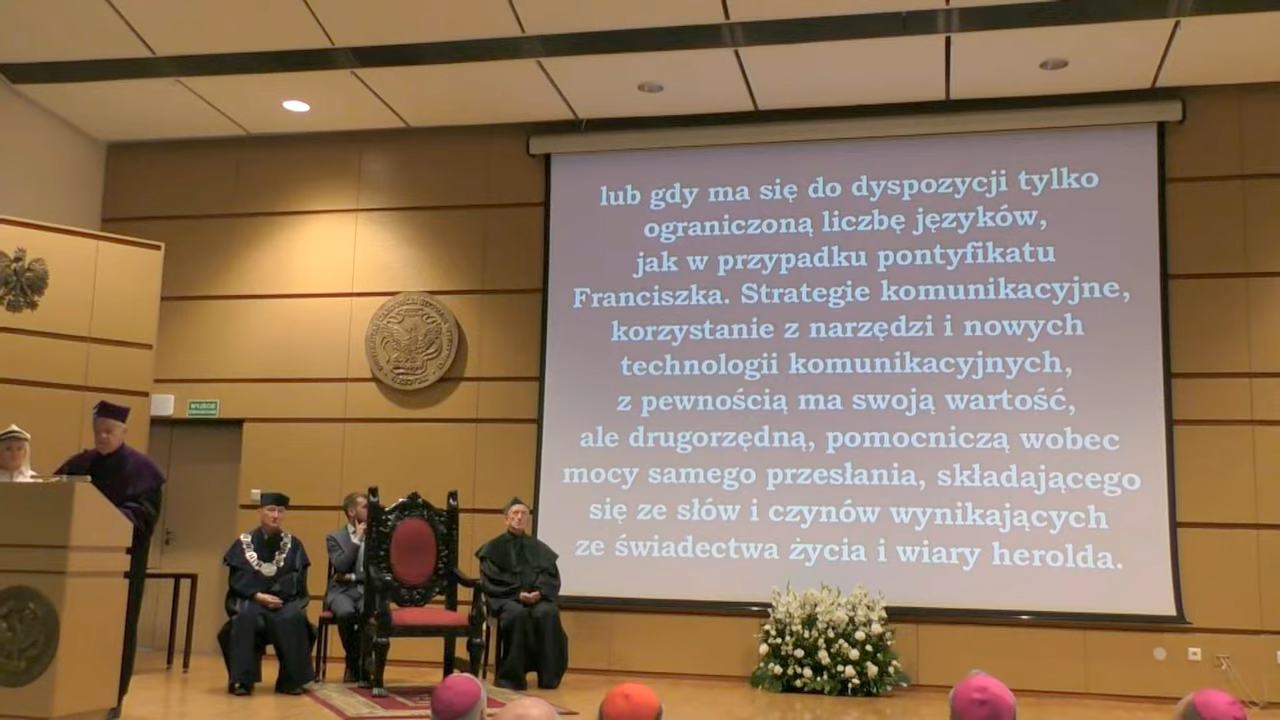 lub gdy ma się do dyspozycji tylko
ograniczoną liczbę języków,
jak w przypadku pontyfikatu
Franciszka. Strategie komunikacyjne,
korzystanie z narzędzi i nowych
technologii komunikacyjnych,
z pewnością ma swoją wartość,
ale drugorzędną, pomocniczą wobec
mocy samego przesłania, składającego
się ze słów i czynów wynikających
ze świadectwa życia i wiary herolda.